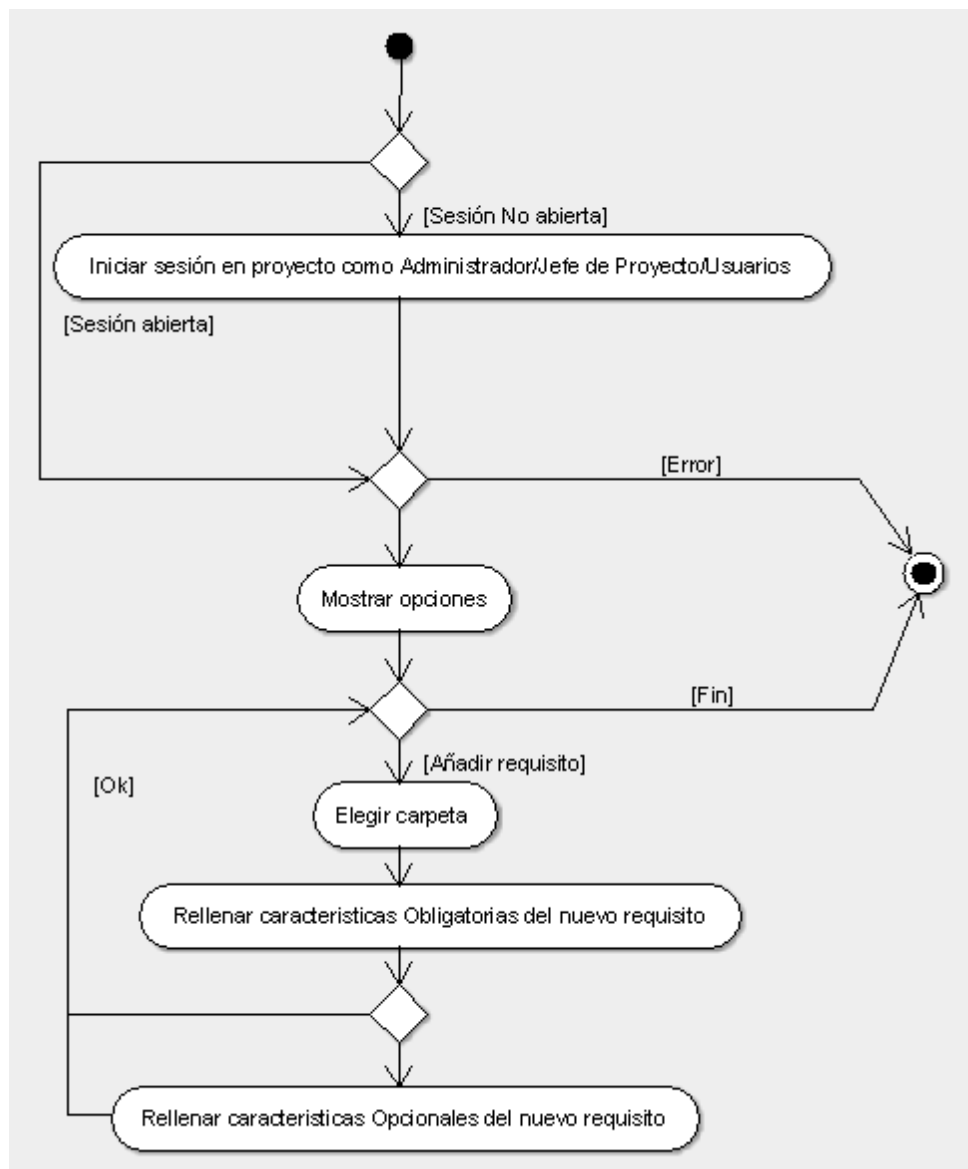 [Sesión No abierta]
Iniciar sesión en proyecto como Administrador/Jefe de Proyecto/Usuarios
[Sesión abierta]
[Error]
Mostrar opciones
[Fin]
[Añadir requisito]
[Ok]
Elegir carpeta
Rellenar caracteristicas Obligatorias del nuevo requisito
Rellenar caracteristicas Opcionales del nuevo requisito